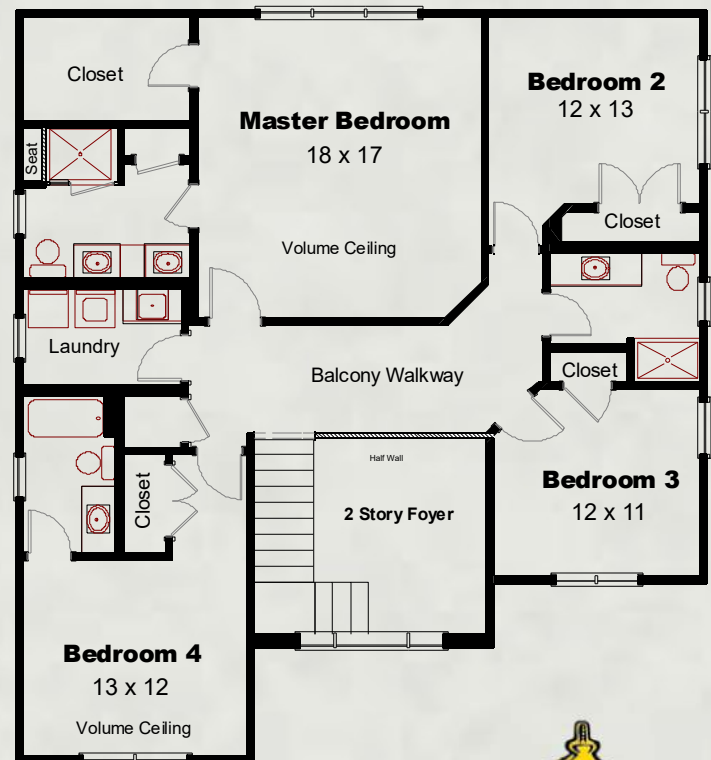 Closet
Master Bedroom
18 x 17
Volume Ceiling
Bedroom 2
12 x 13
Closet
Seat
Laundry
Balcony Walkway
Closet
Bedroom 3
12 x 11
Half Wall
2 Story Foyer
Closet
Bedroom 4
13 x 12
Volume Ceiling